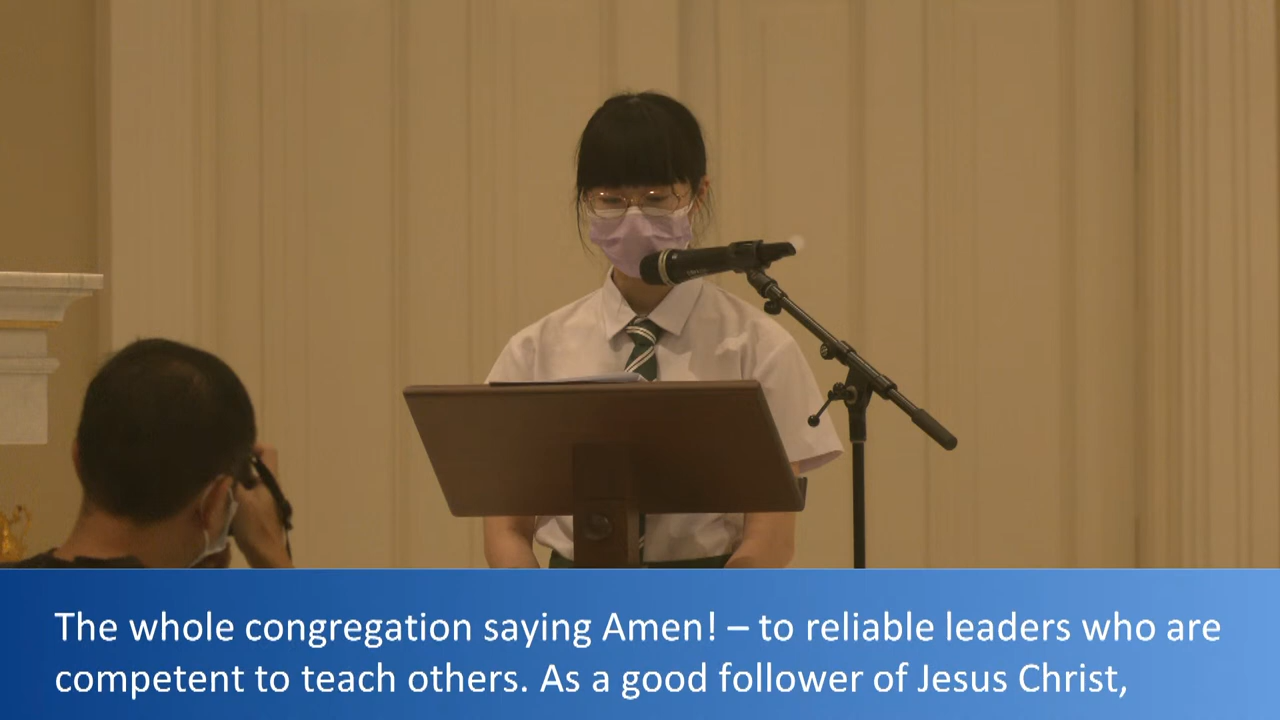 The whole congregation saying Amen! – to reliable leaders who are
competent to teach others. As a good follower of Jesus Christ,